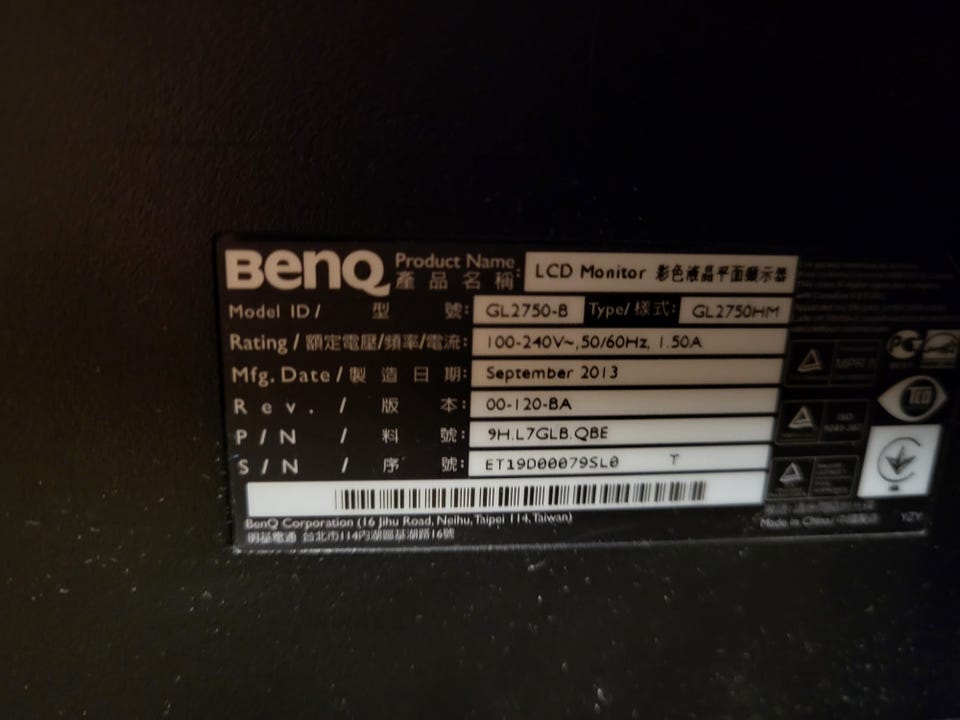 BenQ Product Name 產品名稱: LCD Monitor 彩色液晶平面顯示器
Model ID / 型號: GL2750-B Type/樣式: GL2750HM
Rating / 額定電壓/頻率/電流: 100-240V~,50/60Hz, 1.50A
Mfg. Date / 製造日期: September 2013
Rev. / 版本: 00-120-BA
P/N / 料號: 9H.L7GLB.QBE
S/N / 序號: ET19D00079SL0 T
BenQ Corporation (16 Jihu Road, Neihu, Taipei 114, Taiwan)
明基電通 台北市114內湖區基湖路16號
TCO
Made in China
YZY